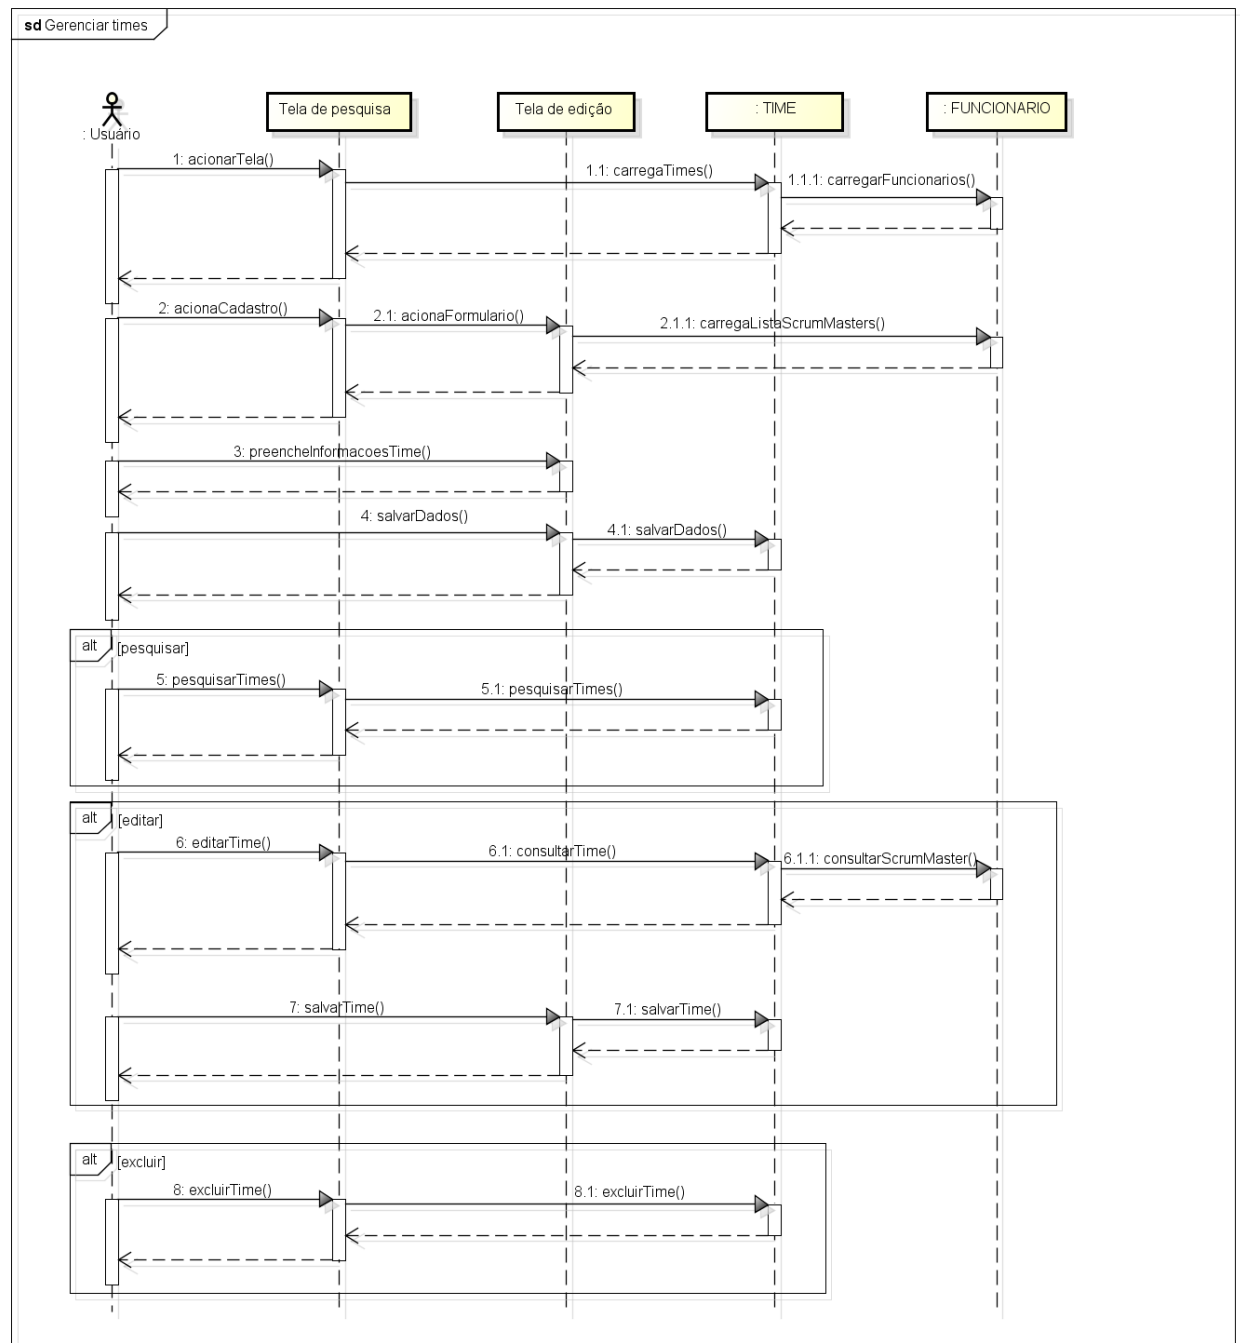 sd Gerenciar times
: Usuário
Tela de pesquisa
Tela de edição
: TIME
: FUNCIONARIO
1: acionarTela()
1.1: carregaTimes()
1.1.1: carregarFuncionarios()
2: acionaCadastro()
2.1: acionaFormulario()
2.1.1: carregaListaScrumMasters()
3: preencheInformacoesTime()
4: salvarDados()
4.1: salvarDados()
alt
[pesquisar]
5: pesquisarTimes()
5.1: pesquisarTimes()
alt
[editar]
6: editarTime()
6.1: consultarTime()
6.1.1: consultarScrumMaster()
7: salvarTime()
7.1: salvarTime()
alt
[excluir]
8: excluirTime()
8.1: excluirTime()